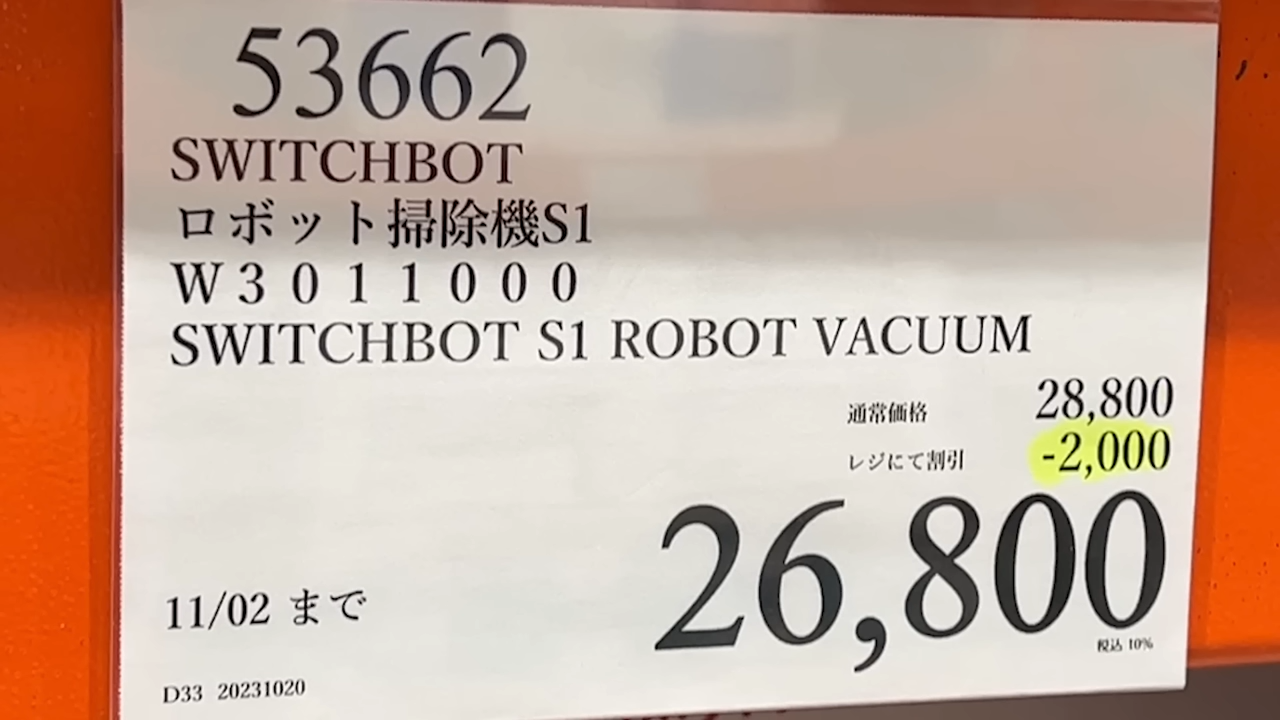 53662
SWITCHBOT
ロボット掃除機S1
W3011000
SWITCHBOT S1 ROBOT VACUUM
通常価格 28,800
レジにて割引 -2,000
26,800
税込 10%
11/02 まで
D33 20231020